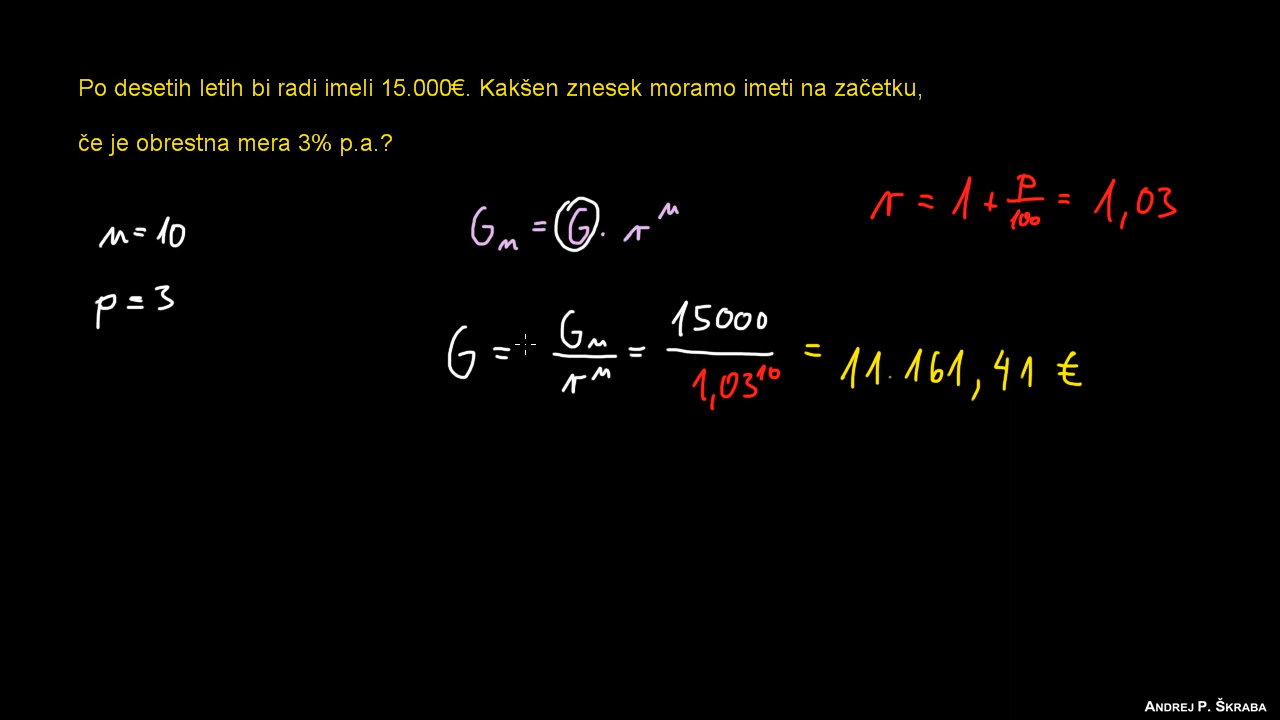 Po desetih letih bi radi imeli 15.000€. Kakšen znesek moramo imeti na začetku,
če je obrestna mera 3% p.a.?
r = 1 + p/100 = 1,03
n = 10
Gn = G · r^n
p = 3
G = Gn/r^n = 15000/1,03^10 = 11.161,41 €
ANDREJ P. ŠKRABA